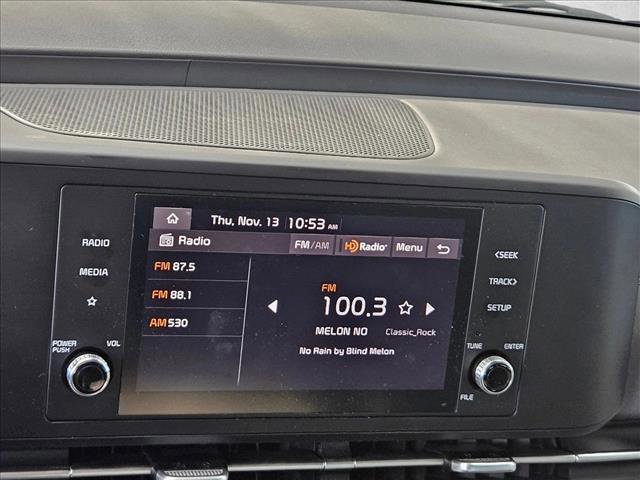 Thu, Nov. 13 10:53 AM
Radio FM/AM HD Radio Menu
FM 87.5
FM 88.1
AM 530
FM
100.3
MELON NO Classic_Rock
No Rain by Blind Melon
RADIO
MEDIA
POWER PUSH VOL
<SEEK
TRACK>
SETUP
TUNE ENTER
FILE